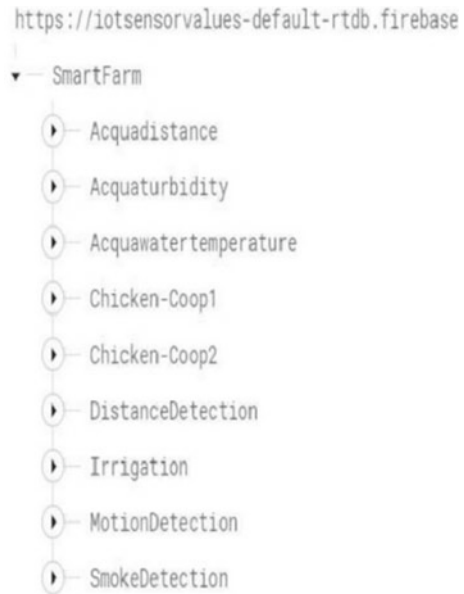 https://iotsensorvalues-default-rtdb.firebase
SmartFarm
Acquadistance
Acquaturbidity
Acquawatertemperature
Chicken-Coop1
Chicken-Coop2
DistanceDetection
Irrigation
MotionDetection
SmokeDetection